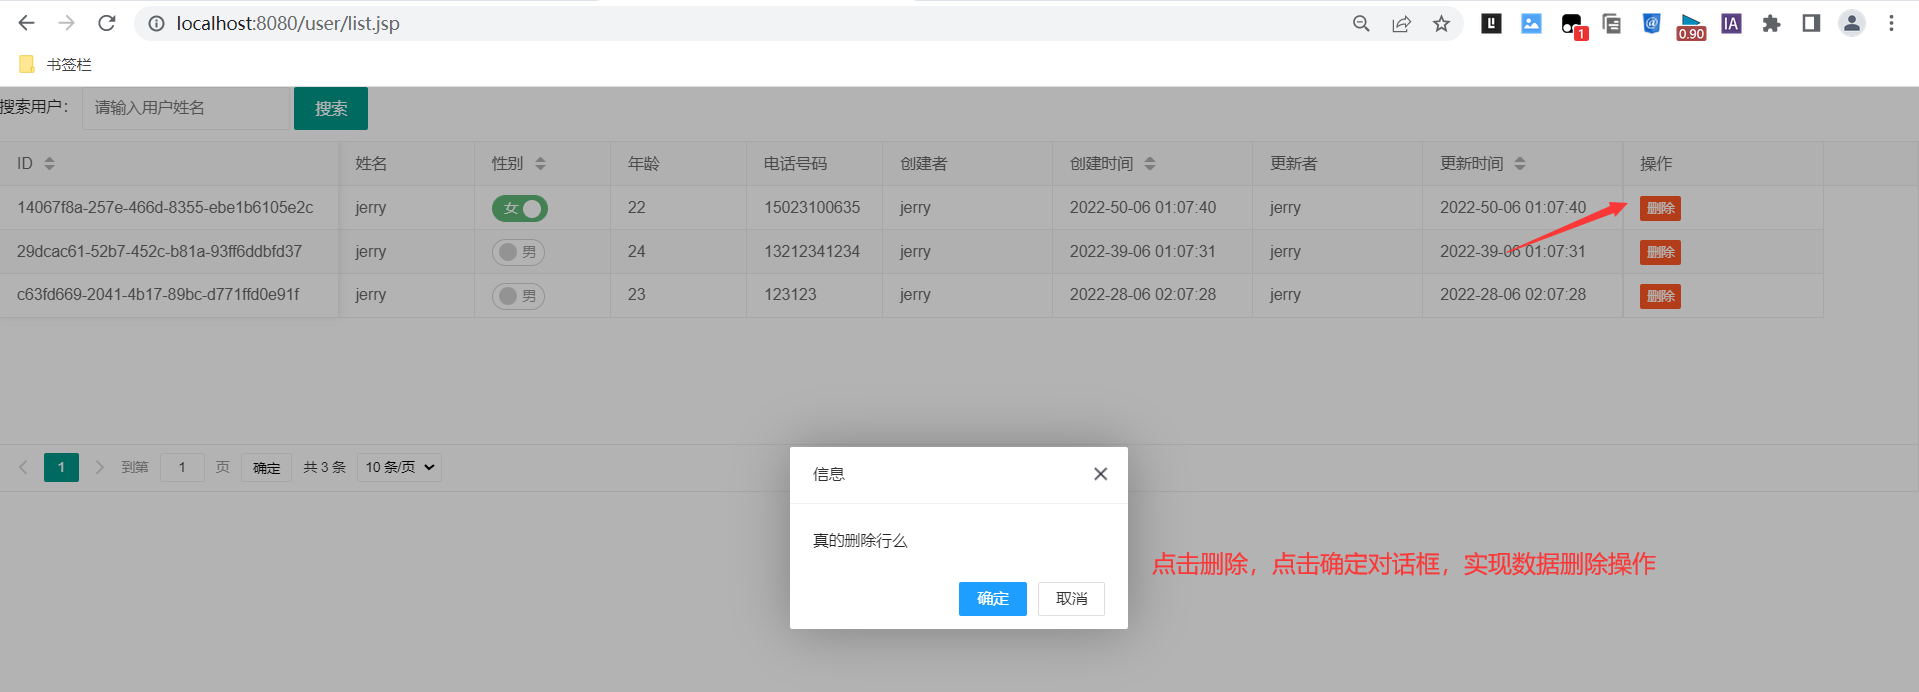 localhost:8080/user/list.jsp
1
0.90
IA
书签栏
搜索用户： 请输入用户姓名 搜索
ID 姓名 性别 年龄 电话号码 创建者 创建时间 更新者 更新时间 操作
14067f8a-257e-466d-8355-ebe1b6105e2c jerry 女 22 15023100635 jerry 2022-50-06 01:07:40 jerry 2022-50-06 01:07:40 删除
29dcac61-52b7-452c-b81a-93ff6ddbfd37 jerry 男 24 13212341234 jerry 2022-39-06 01:07:31 jerry 2022-39-06 01:07:31 删除
c63fd669-2041-4b17-89bc-d771ffd0e91f jerry 男 23 123123 jerry 2022-28-06 02:07:28 jerry 2022-28-06 02:07:28 删除
1 到第 1 页 确定 共 3 条 10 条/页
信息
真的删除行么
确定 取消
点击删除，点击确定对话框，实现数据删除操作